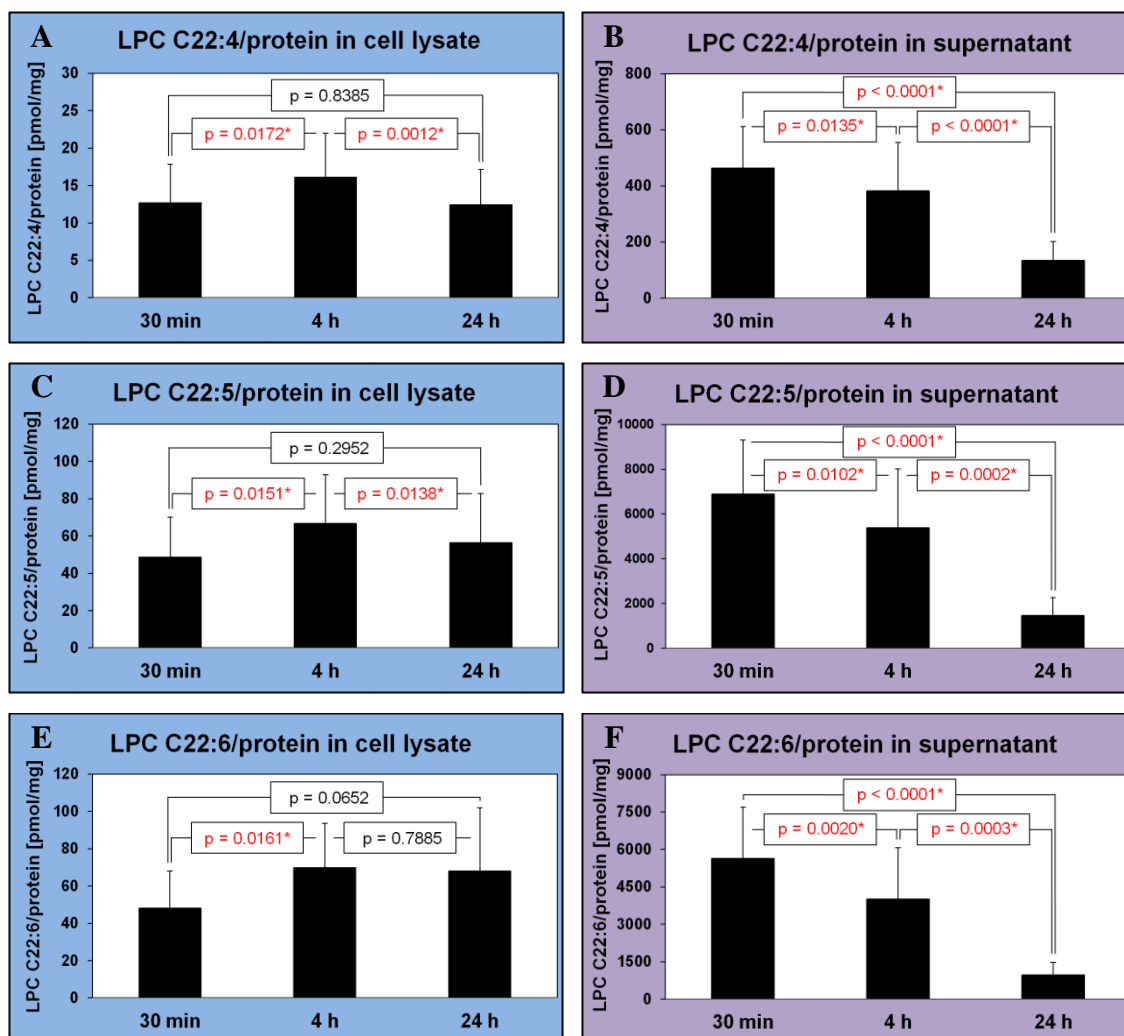 A
LPC C22:4/protein in cell lysate
LPC C22:4/protein [pmol/mg]
30
25
20
15
10
5
0
p = 0.8385
p = 0.0172*
p = 0.0012*
30 min
4 h
24 h
B
LPC C22:4/protein in supernatant
LPC C22:4/protein [pmol/mg]
800
600
400
200
0
p < 0.0001*
p = 0.0135*
p < 0.0001*
30 min
4 h
24 h
C
LPC C22:5/protein in cell lysate
LPC C22:5/protein [pmol/mg]
120
100
80
60
40
20
0
p = 0.2952
p = 0.0151*
p = 0.0138*
30 min
4 h
24 h
D
LPC C22:5/protein in supernatant
LPC C22:5/protein [pmol/mg]
10000
8000
6000
4000
2000
0
p < 0.0001*
p = 0.0102*
p = 0.0002*
30 min
4 h
24 h
E
LPC C22:6/protein in cell lysate
LPC C22:6/protein [pmol/mg]
120
100
80
60
40
20
0
p = 0.0652
p = 0.0161*
p = 0.7885
30 min
4 h
24 h
F
LPC C22:6/protein in supernatant
LPC C22:6/protein [pmol/mg]
9000
7500
6000
4500
3000
1500
0
p < 0.0001*
p = 0.0020*
p = 0.0003*
30 min
4 h
24 h